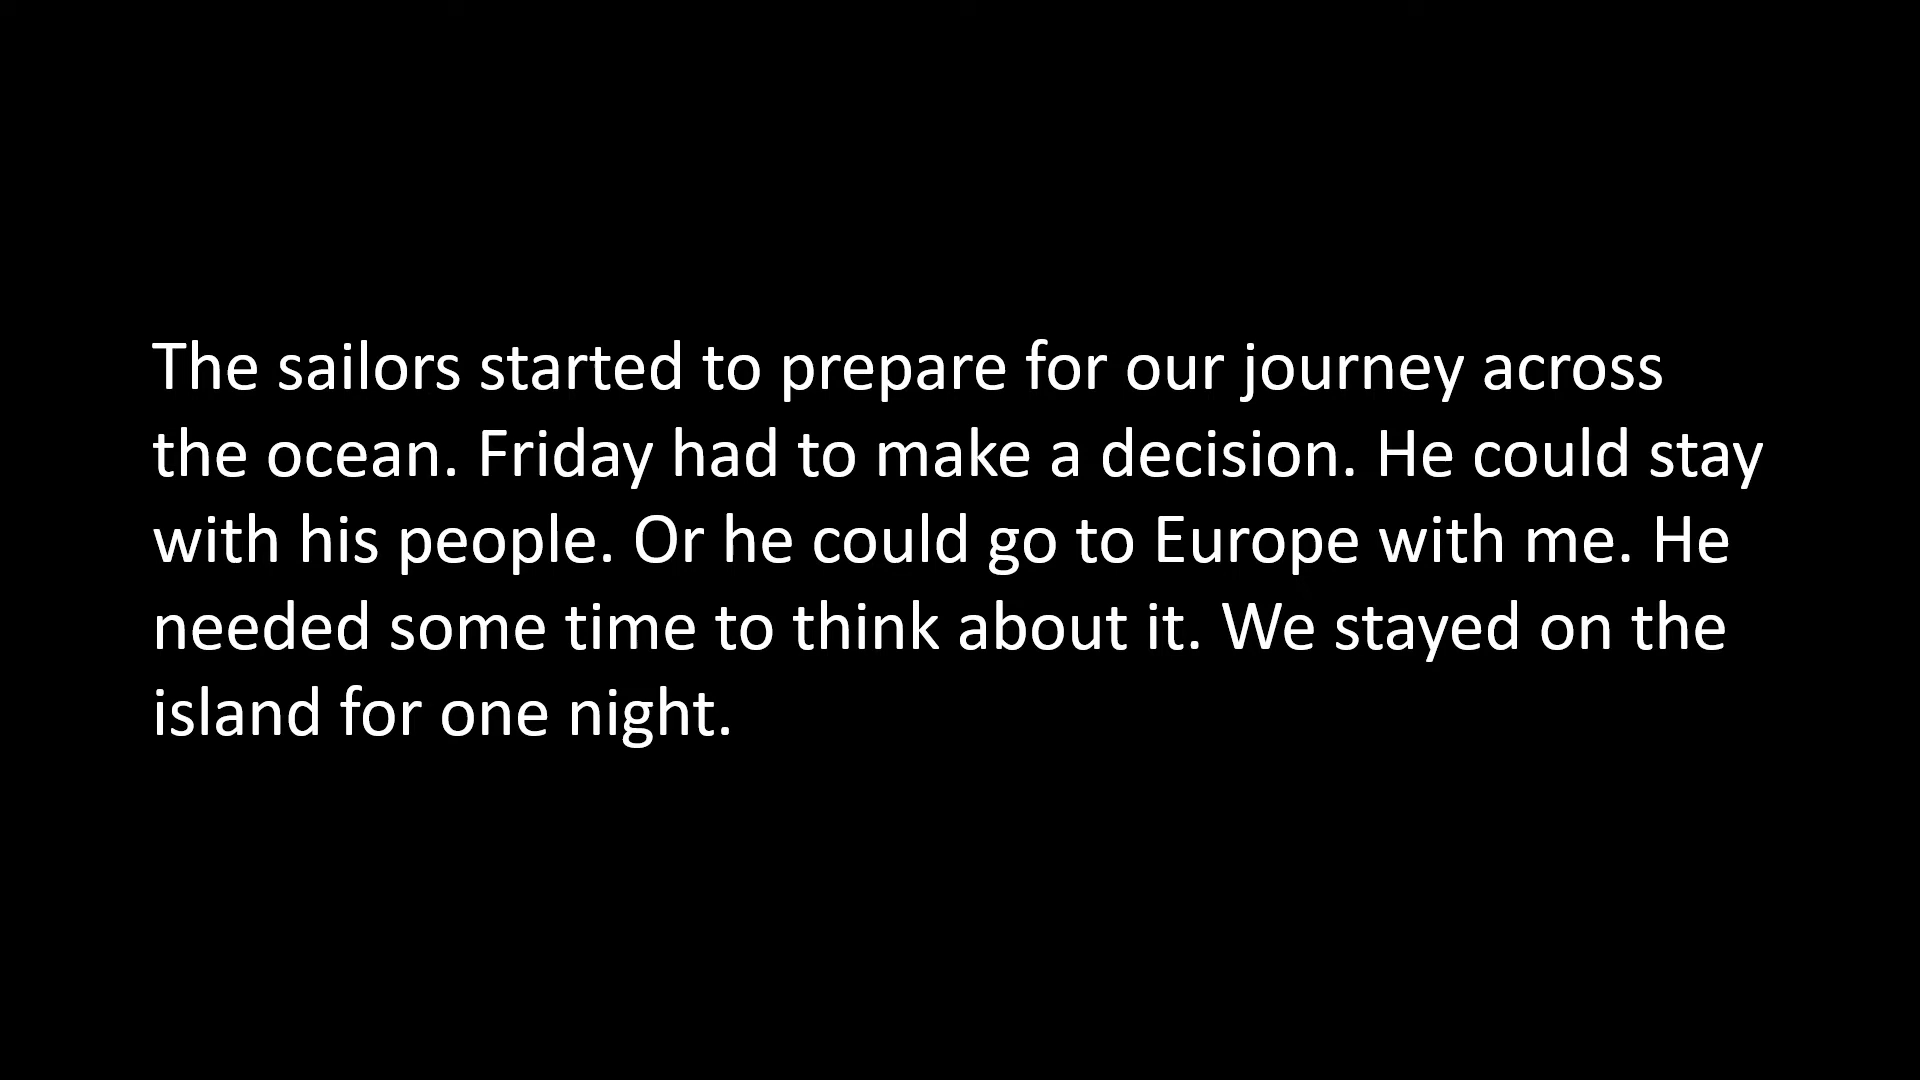 The sailors started to prepare for our journey across
the ocean. Friday had to make a decision. He could stay
with his people. Or he could go to Europe with me. He
needed some time to think about it. We stayed on the
island for one night.